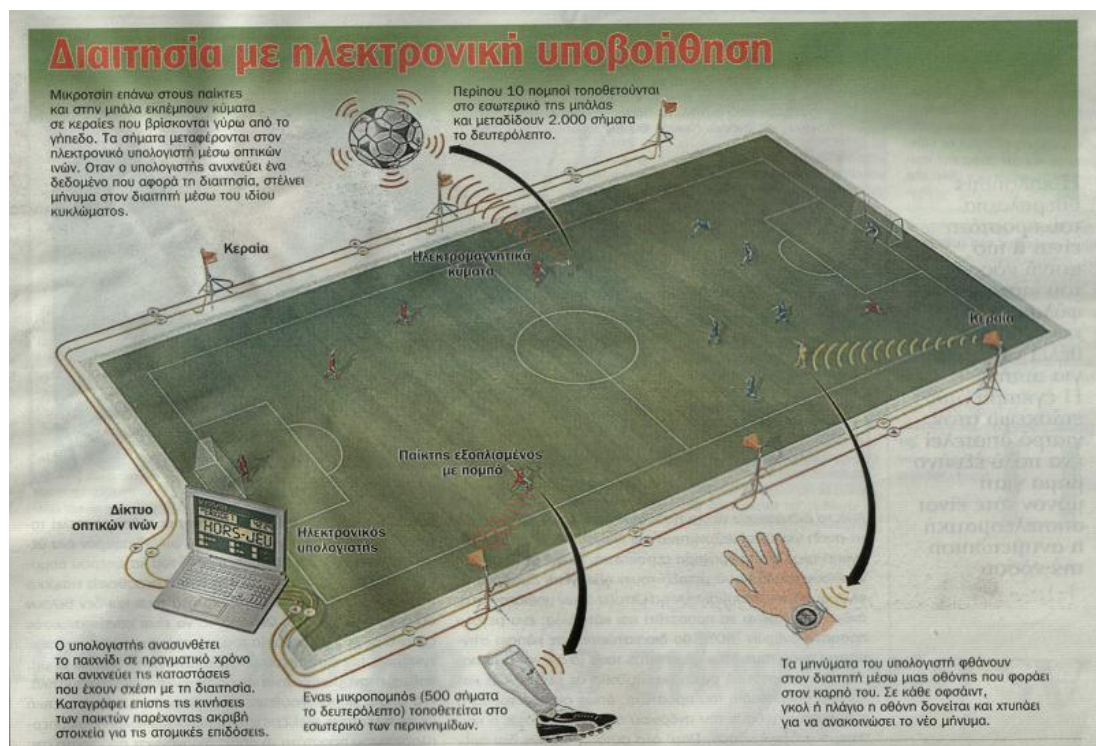 Διαιτησία με ηλεκτρονική υποβοήθηση
Μικροτσίπ επάνω στους παίκτες
και στην μπάλα εκπέμπουν κύματα
σε κεραίες που βρίσκονται γύρω από το
γήπεδο. Τα σήματα μεταφέρονται στον
ηλεκτρονικό υπολογιστή μέσω οπτικών
ινών. Οταν ο υπολογιστής ανιχνεύει ένα
δεδομένο που αφορά τη διαιτησία, στέλνει
μήνυμα στον διαιτητή μέσω του ιδίου
κυκλώματος.
Περίπου 10 πομποί τοποθετούνται
στο εσωτερικό της μπάλας
και μεταδίδουν 2.000 σήματα
το δευτερόλεπτο.
Κεραία
Ηλεκτρομαγνητικά
κύματα
Κεραία
Παίκτης εξοπλισμένος
με πομπό
Δίκτυο
οπτικών ινών
HORS-JEU
Ηλεκτρονικός
υπολογιστής
Ο υπολογιστής ανασυνθέτει
το παιχνίδι σε πραγματικό χρόνο
και ανιχνεύει τις καταστάσεις
που έχουν σχέση με τη διαιτησία.
Καταγράφει επίσης τις κινήσεις
των παικτών παρέχοντας ακριβή
στοιχεία για τις ατομικές επιδόσεις.
Ενας μικροπομπός (500 σήματα
το δευτερόλεπτο) τοποθετείται στο
εσωτερικό των περικνημίδων.
Τα μηνύματα του υπολογιστή φθάνουν
στον διαιτητή μέσω μιας οθόνης που φοράει
στον καρπό του. Σε κάθε οφσάιντ,
γκολ ή πλάγιο η οθόνη δονείται και χτυπάει
για να ανακοινώσει το νέο μήνυμα.